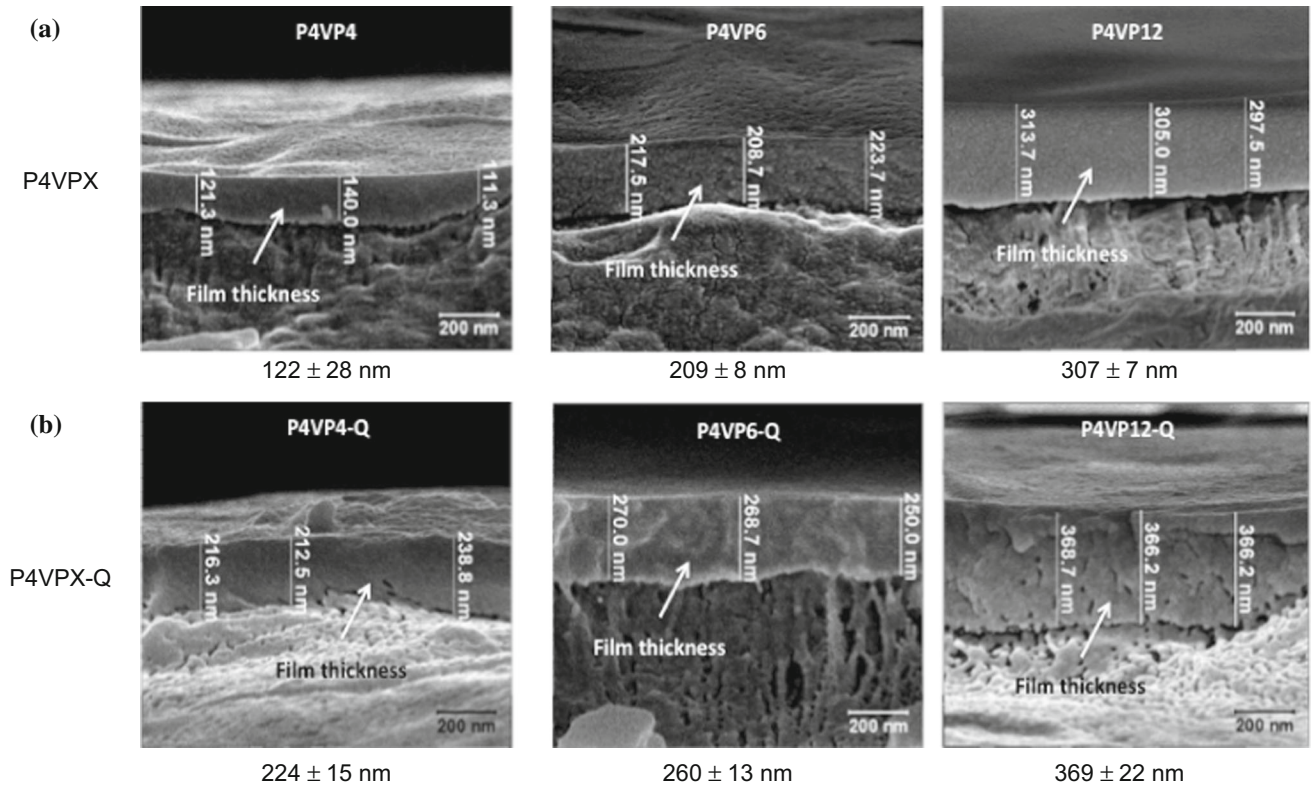 (a)
P4VPX
P4VP4
121.3 nm
140.0 nm
111.3 nm
Film thickness
200 nm
122 ± 28 nm
P4VP6
217.5 nm
208.7 nm
223.7 nm
Film thickness
200 nm
209 ± 8 nm
P4VP12
313.7 nm
305.0 nm
297.5 nm
Film thickness
200 nm
307 ± 7 nm
(b)
P4VPX-Q
P4VP4-Q
216.3 nm
212.5 nm
238.8 nm
Film thickness
200 nm
224 ± 15 nm
P4VP6-Q
270.0 nm
268.7 nm
250.0 nm
Film thickness
200 nm
260 ± 13 nm
P4VP12-Q
368.7 nm
366.2 nm
366.2 nm
Film thickness
200 nm
369 ± 22 nm